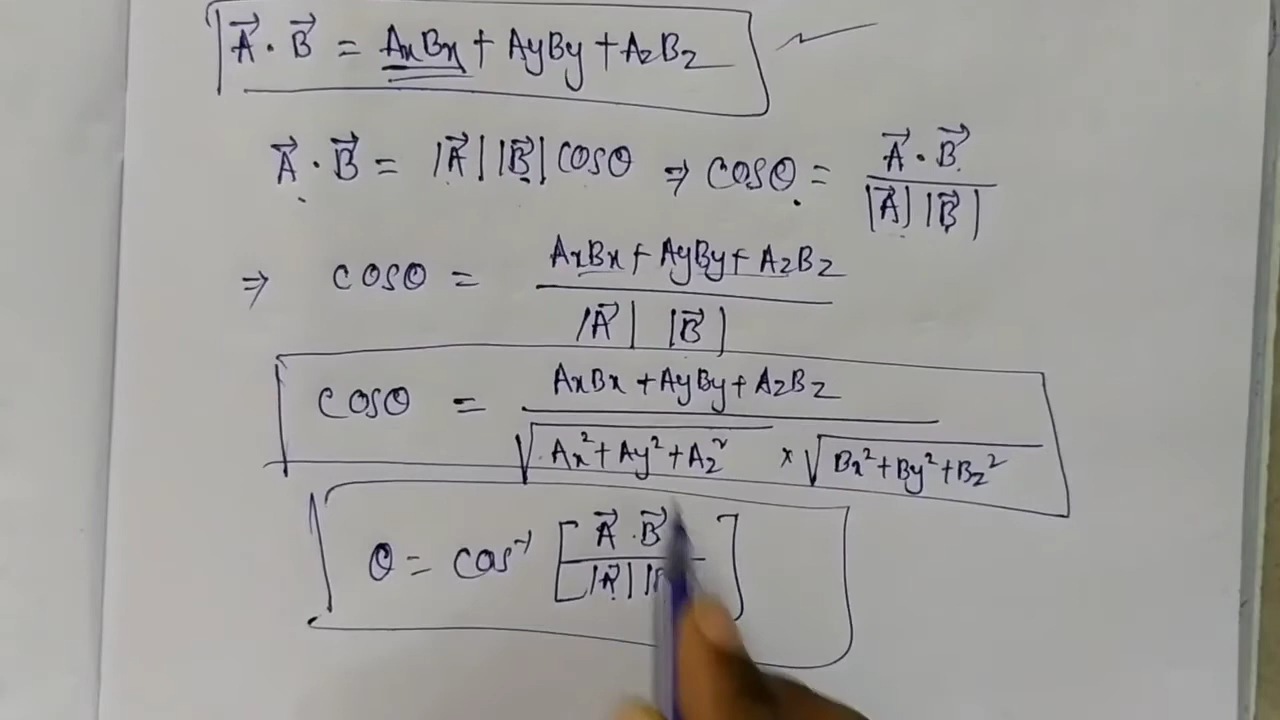 A⃗ · B⃗ = AxBx + AyBy + AzBz
A⃗ · B⃗ = |A⃗| |B⃗| cosθ ⇒ cosθ = A⃗ · B⃗ / |A⃗| |B⃗|
⇒ cosθ = AxBx + AyBy + AzBz / |A⃗| |B⃗|
cosθ = AxBx + AyBy + AzBz / √(Ax² + Ay² + Az²) × √(Bx² + By² + Bz²)
θ = cos⁻¹ [A⃗ · B⃗ / |A⃗| |]